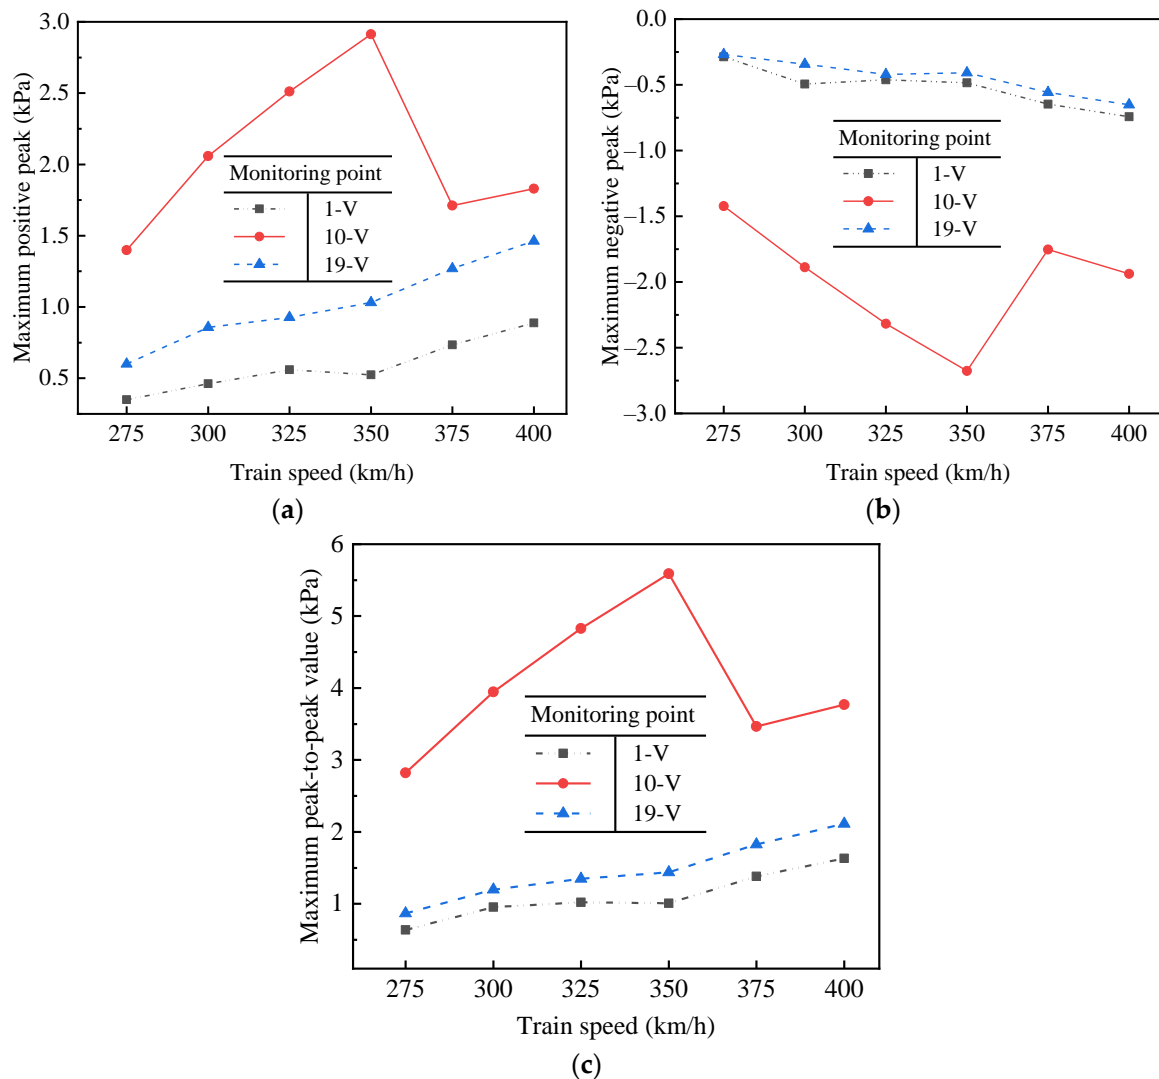 Maximum positive peak (kPa)
3.0
2.5
2.0
1.5
1.0
0.5
Monitoring point
1-V
10-V
19-V
275 300 325 350 375 400
Train speed (km/h)
(a)
Maximum negative peak (kPa)
0.0
–0.5
–1.0
–1.5
–2.0
–2.5
–3.0
Monitoring point
1-V
10-V
19-V
275 300 325 350 375 400
Train speed (km/h)
(b)
Maximum peak-to-peak value (kPa)
6
5
4
3
2
1
Monitoring point
1-V
10-V
19-V
275 300 325 350 375 400
Train speed (km/h)
(c)